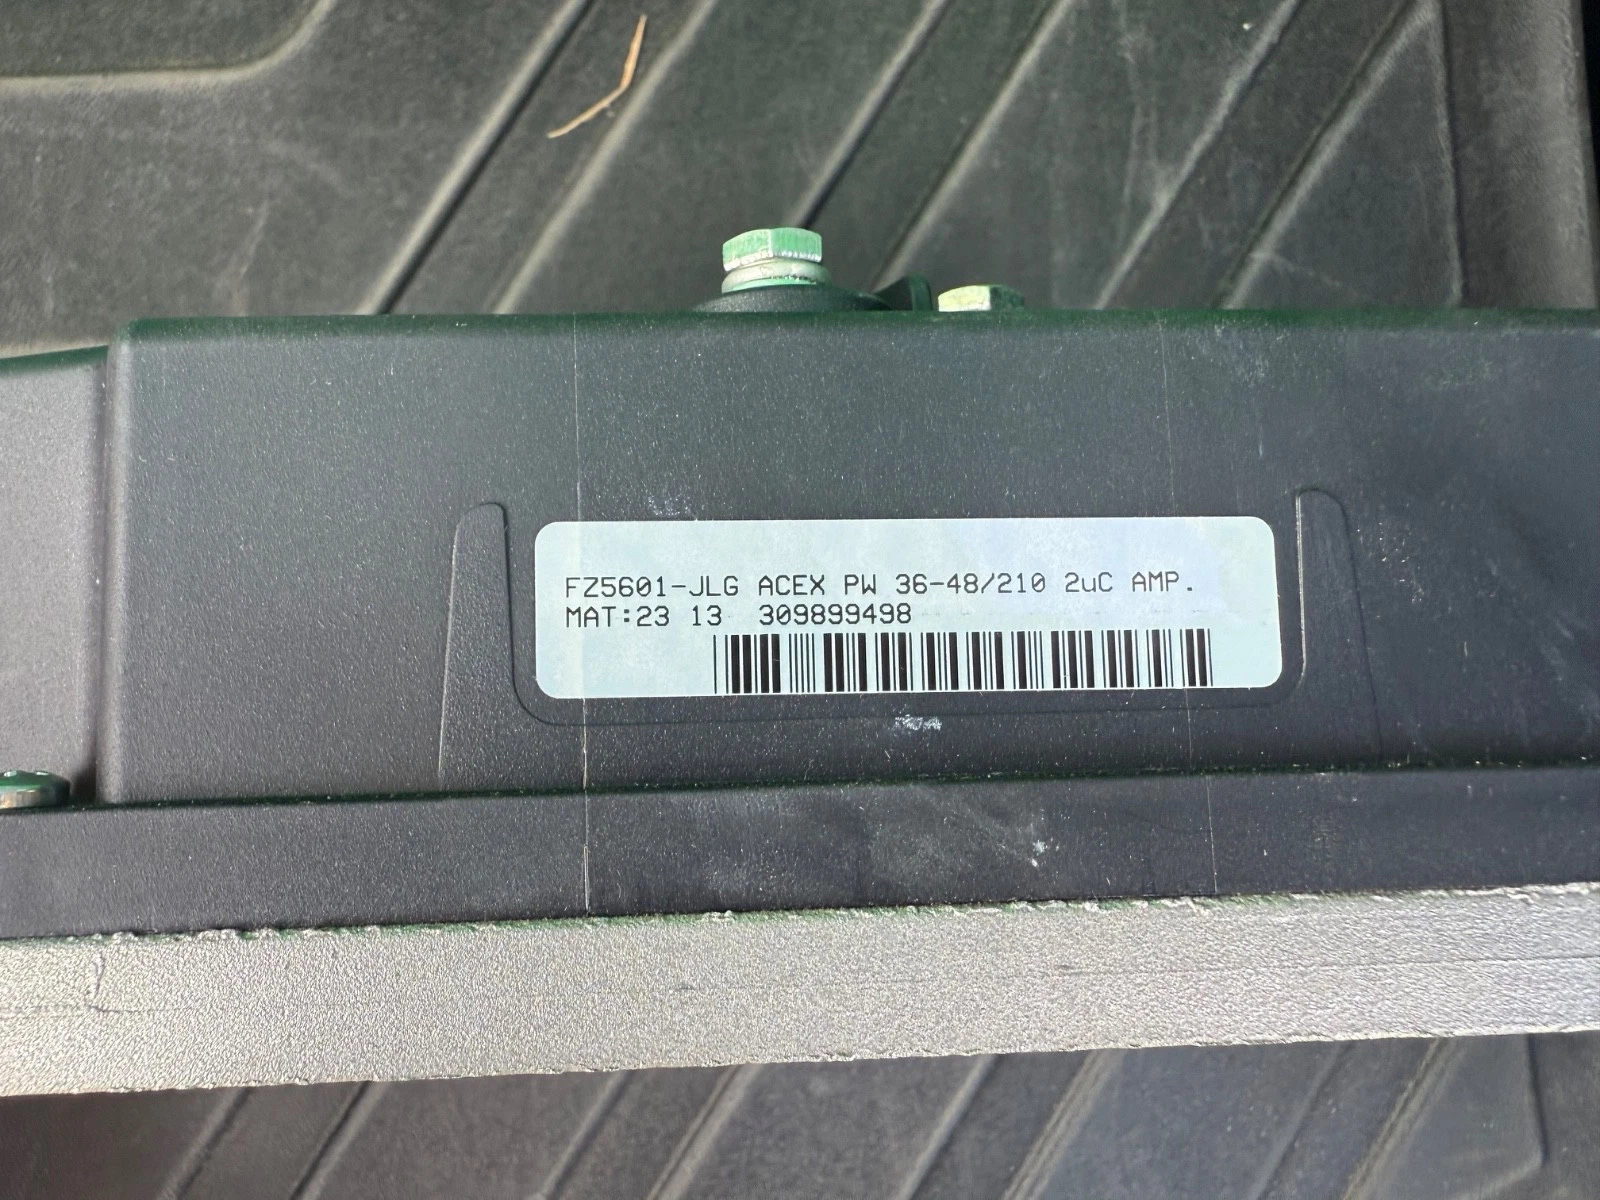 FZ5601-JLG ACEX PW 36-48/210 2uC AMP.
MAT:23 13 309899498